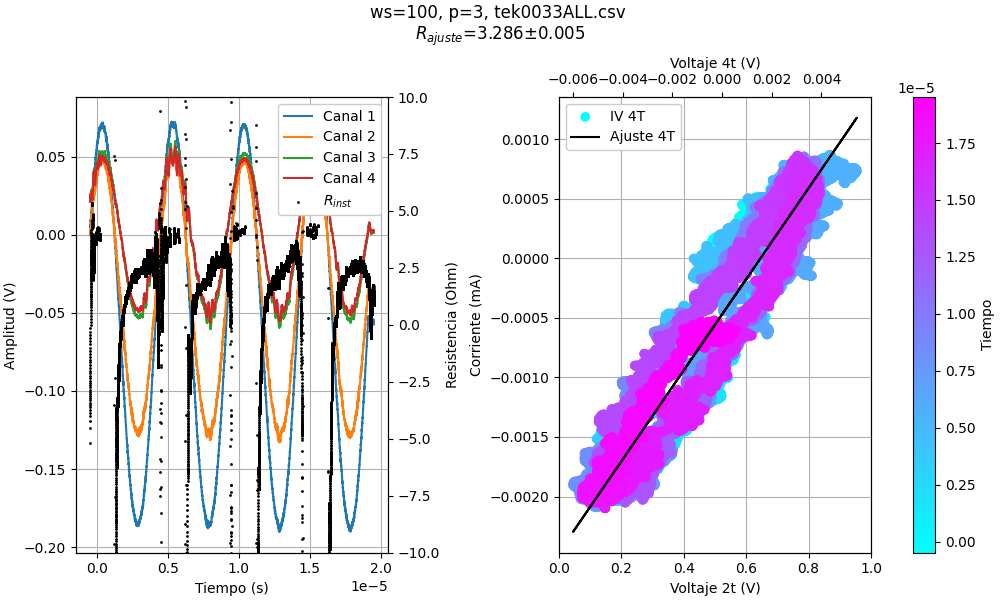 ws=100, p=3, tek0033ALL.csv
R_ajuste=3.286±0.005
Canal 1
Canal 2
Canal 3
Canal 4
R_inst
Amplitud (V)
0.05
0.00
−0.05
−0.10
−0.15
−0.20
0.0 0.5 1.0 1.5 2.0
1e−5
Tiempo (s)
10.0
7.5
5.0
2.5
0.0
−2.5
−5.0
−7.5
−10.0
Resistencia (Ohm)
Voltaje 4t (V)
−0.006 −0.004 −0.002 0.000 0.002 0.004
IV 4T
Ajuste 4T
Corriente (mA)
0.0010
0.0005
0.0000
−0.0005
−0.0010
−0.0015
−0.0020
0.0 0.2 0.4 0.6 0.8 1.0
Voltaje 2t (V)
1e−5
1.75
1.50
1.25
1.00
0.75
0.50
0.25
0.00
Tiempo